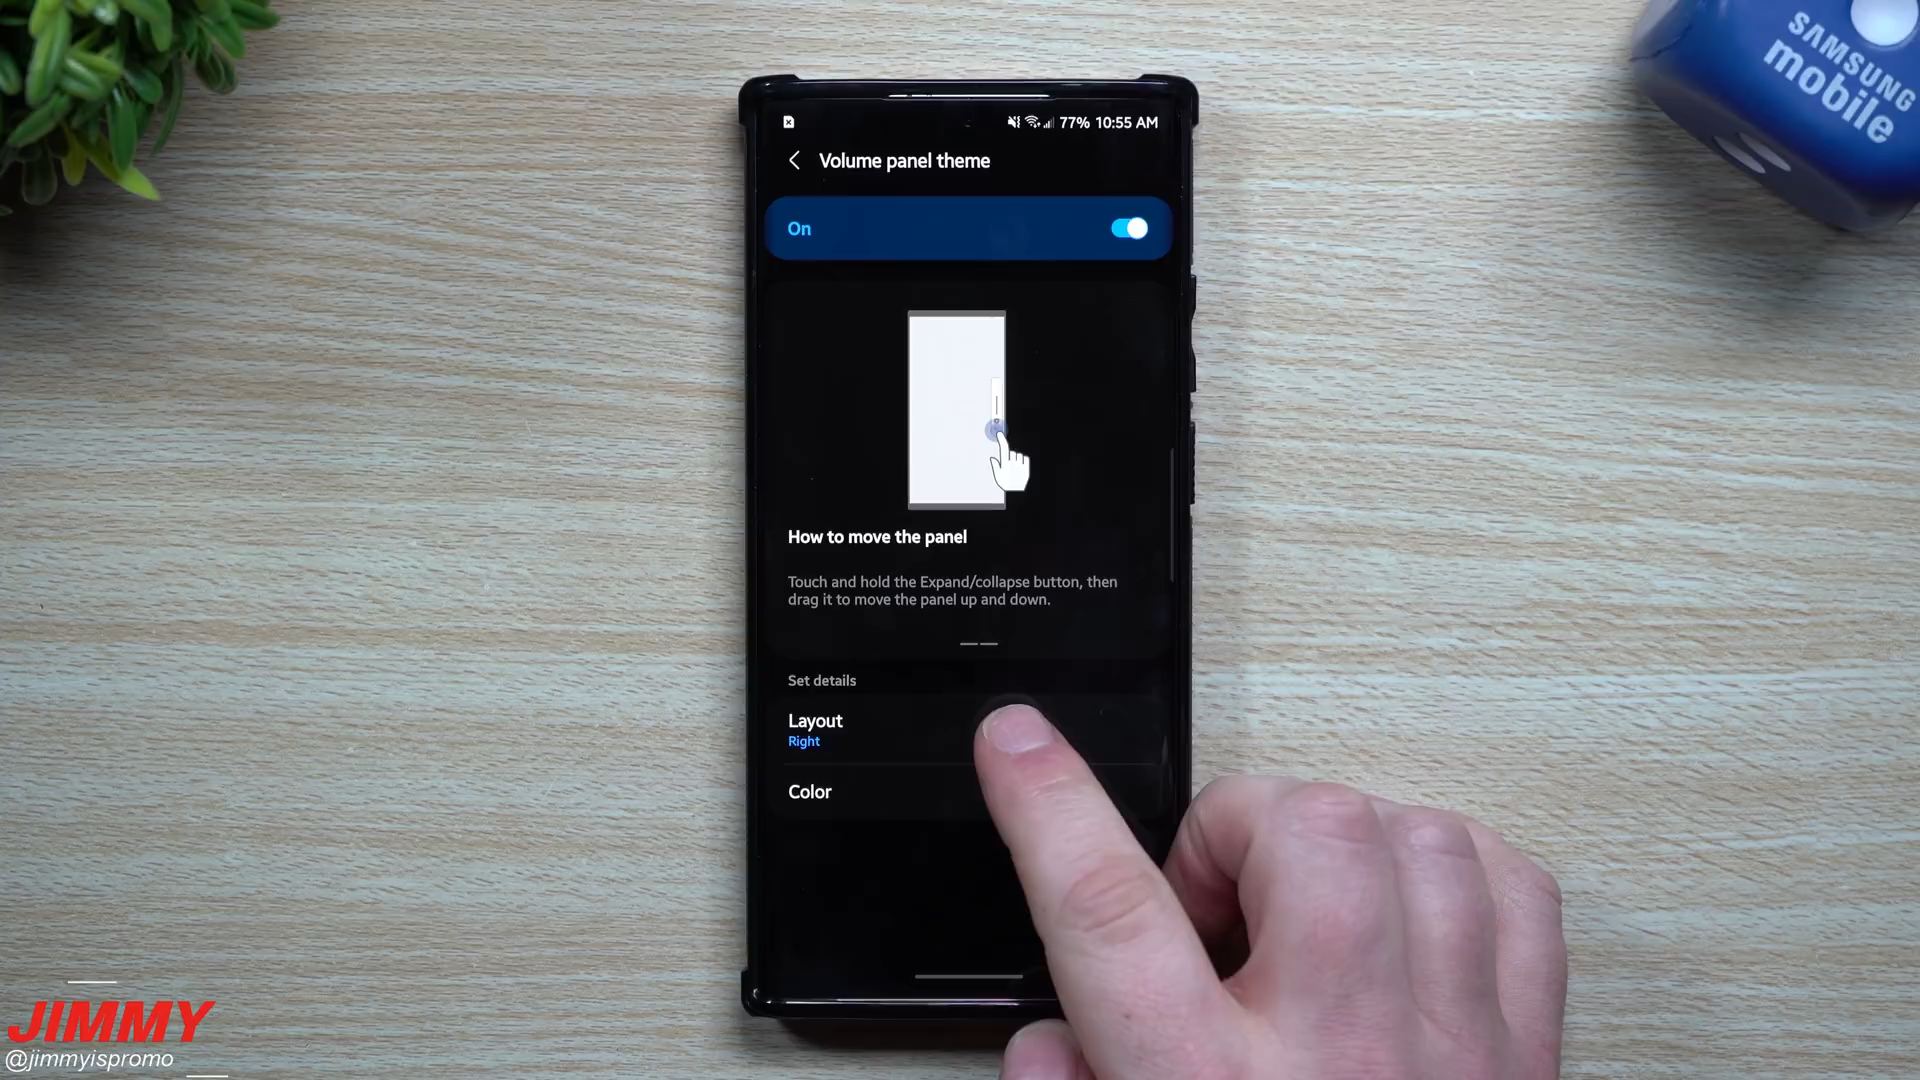 SAMSUNG
mobile
77% 10:55 AM
Volume panel theme
On
How to move the panel
Touch and hold the Expand/collapse button, then
drag it to move the panel up and down.
Set details
Layout
Right
Color
JIMMY
@jimmyispromo